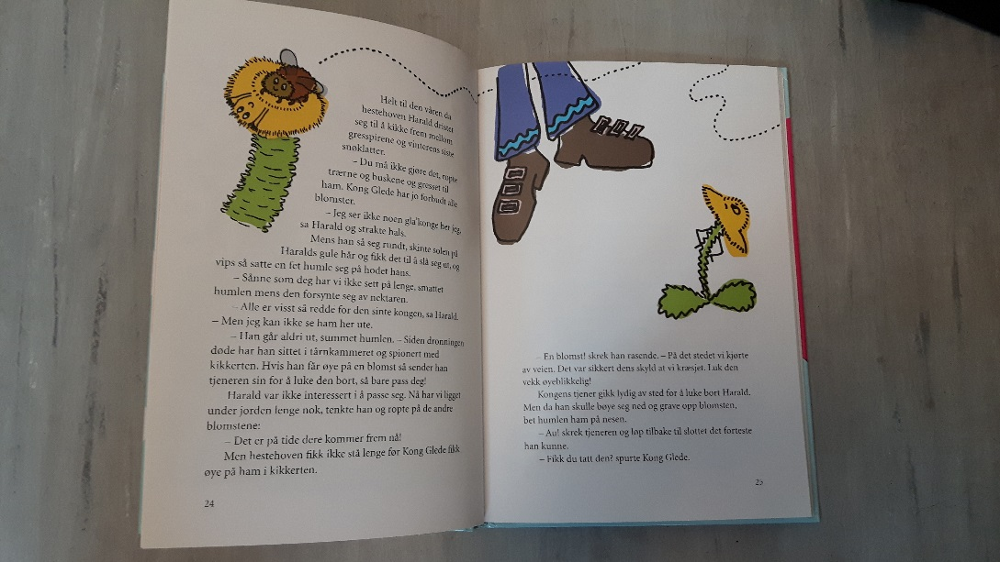 Helt til den våren da
hestehoven Harald dristet
seg til å kikke frem mellom
gresspirene og vinterens siste
snøklatter.
– Du må ikke gjøre det, ropte
trærne og buskene og gresset til
ham. Kong Glede har jo forbudt alle
blomster.
– Jeg ser ikke noen gla'konge her jeg,
sa Harald og strakte hals.
Mens han så seg rundt, skinte solen på
Haralds gule hår og fikk det til å slå seg ut, og
vips så satte en fet humle seg på hodet hans.
– Sånne som deg har vi ikke sett på lenge, smattet
humlen mens den forsynte seg av nektaren.
– Alle er visst så redde for den sinte kongen, sa Harald.
– Men jeg kan ikke se ham her ute.
– Han går aldri ut, summet humlen. – Siden dronningen
døde har han sittet i tårnkammeret og spionert med
kikkerten. Hvis han får øye på en blomst så sender han
tjeneren sin for å luke den bort, så bare pass deg!
Harald var ikke interessert i å passe seg. Nå har vi ligget
under jorden lenge nok, tenkte han og ropte på de andre
blomstene:
– Det er på tide dere kommer frem nå!
Men hestehoven fikk ikke stå lenge før Kong Glede fikk
øye på ham i kikkerten.
24
– En blomst! skrek han rasende. – På det stedet vi kjørte
av veien. Det var sikkert dens skyld at vi kræsjet. Luk den
vekk øyeblikkelig!
Kongens tjener gikk lydig av sted for å luke bort Harald.
Men da han skulle bøye seg ned og grave opp blomsten,
bet humlen ham på nesen.
– Au! skrek tjeneren og løp tilbake til slottet det forteste
han kunne.
– Fikk du tatt den? spurte Kong Glede.
25